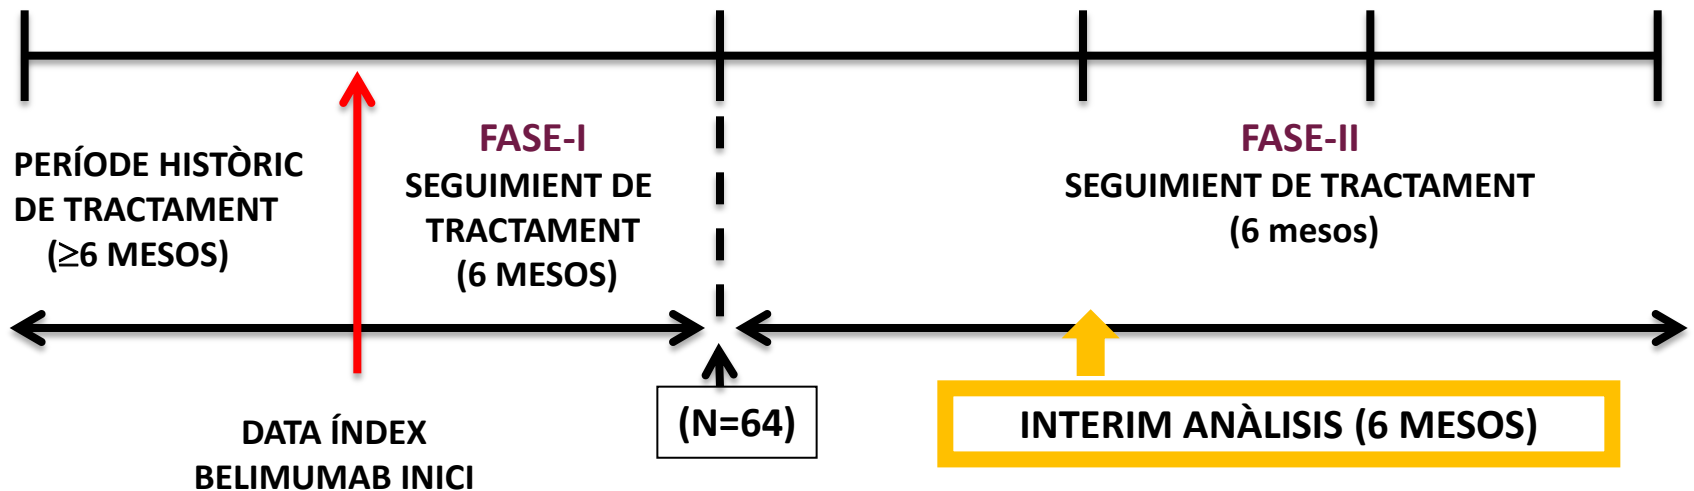 PERÍODE HISTÒRIC
DE TRACTAMENT
(≥6 MESOS)
FASE-I
SEGUIMIENT DE
TRACTAMENT
(6 MESOS)
FASE-II
SEGUIMIENT DE TRACTAMENT
(6 mesos)
DATA ÍNDEX
BELIMUMAB INICI
(N=64)
INTERIM ANÀLISIS (6 MESOS)